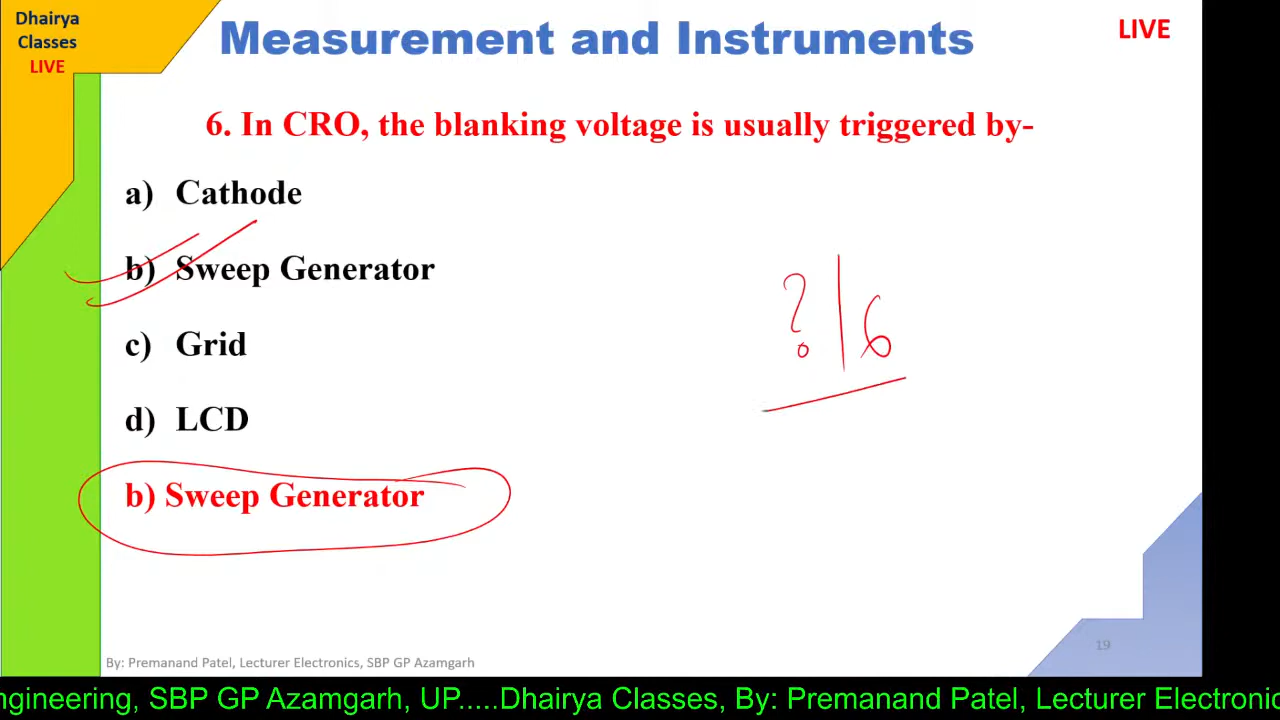 Dhairya
Classes
LIVE
Measurement and Instruments
LIVE
6. In CRO, the blanking voltage is usually triggered by-
a) Cathode
b) Sweep Generator
c) Grid
d) LCD
b) Sweep Generator
? | 6
By: Premanand Patel, Lecturer Electronics, SBP GP Azamgarh
19
ngineering, SBP GP Azamgarh, UP.....Dhairya Classes, By: Premanand Patel, Lecturer Electronic